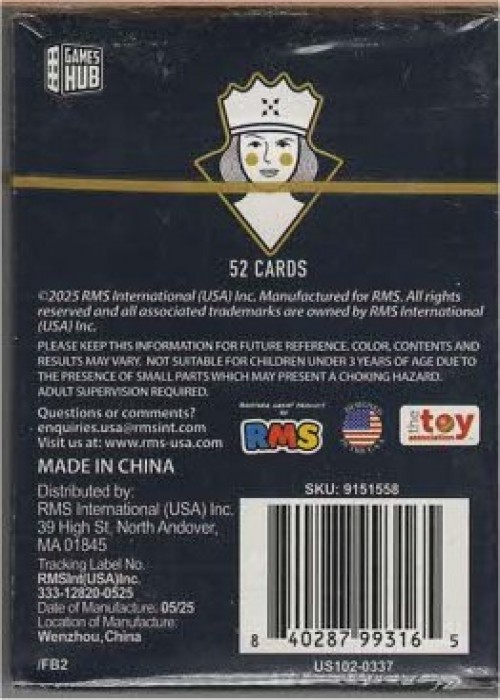 GAMES
HUB
52 CARDS
©2025 RMS International (USA) Inc. Manufactured for RMS. All rights
reserved and all associated trademarks are owned by RMS International
(USA) Inc.
PLEASE KEEP THIS INFORMATION FOR FUTURE REFERENCE. COLOR, CONTENTS AND
RESULTS MAY VARY. NOT SUITABLE FOR CHILDREN UNDER 3 YEARS OF AGE DUE TO
THE PRESENCE OF SMALL PARTS WHICH MAY PRESENT A CHOKING HAZARD.
ADULT SUPERVISION REQUIRED.
Questions or comments?
enquiries.usa@rmsint.com
Visit us at: www.rms-usa.com
RMS
the toy
association
MADE IN CHINA
Distributed by:
RMS International (USA) Inc.
39 High St, North Andover,
MA 01845
Tracking Label No.
RMSInt(USA)Inc.
333-12820-0525
Date of Manufacture. 05/25
Location of Manufacture:
Wenzhou,China
/FB2
SKU: 9151558
8 40287 99316 5
US102-0337